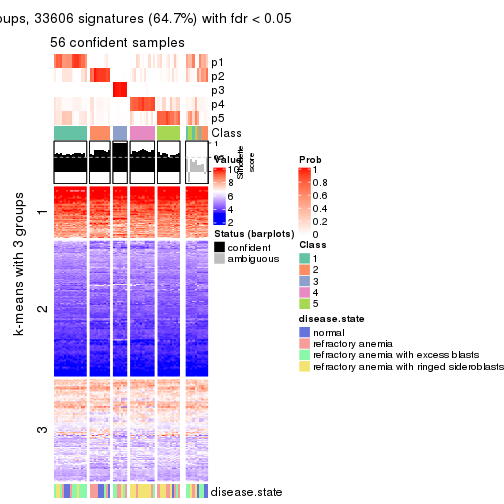 oups, 33606 signatures (64.7%) with fdr < 0.05
56 confident samples
p1
p2
p3
p4
p5
Class
1
0
Silhouette
score
k-means with 3 groups
1
2
3
disease.state
Value
10
8
6
4
2
Status (barplots)
confident
ambiguous
Prob
1
0.8
0.6
0.4
0.2
0
Class
1
2
3
4
5
disease.state
normal
refractory anemia
refractory anemia with excess blasts
refractory anemia with ringed sideroblasts